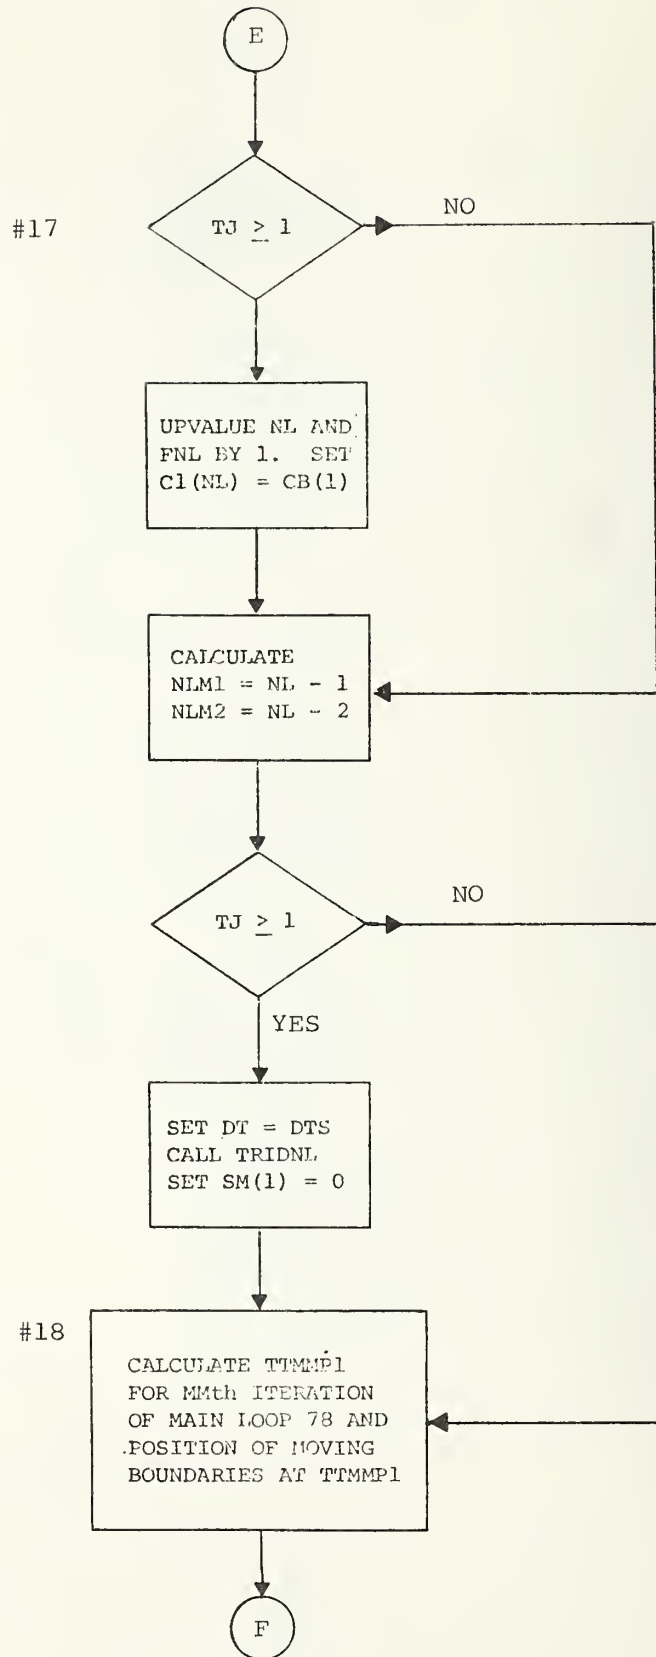 E
#17
TJ ≥ 1
NO
UPVALUE NL AND
FNL BY 1. SET
C1(NL) = CB(1)
CALCULATE
NLM1 = NL - 1
NLM2 = NL - 2
TJ ≥ 1
NO
YES
SET DT = DTS
CALL TRIDNL
SET SM(1) = 0
#18
CALCULATE TTMMP1
FOR MMth ITERATION
OF MAIN LOOP 78 AND
POSITION OF MOVING
BOUNDARIES AT TTMMP1
F